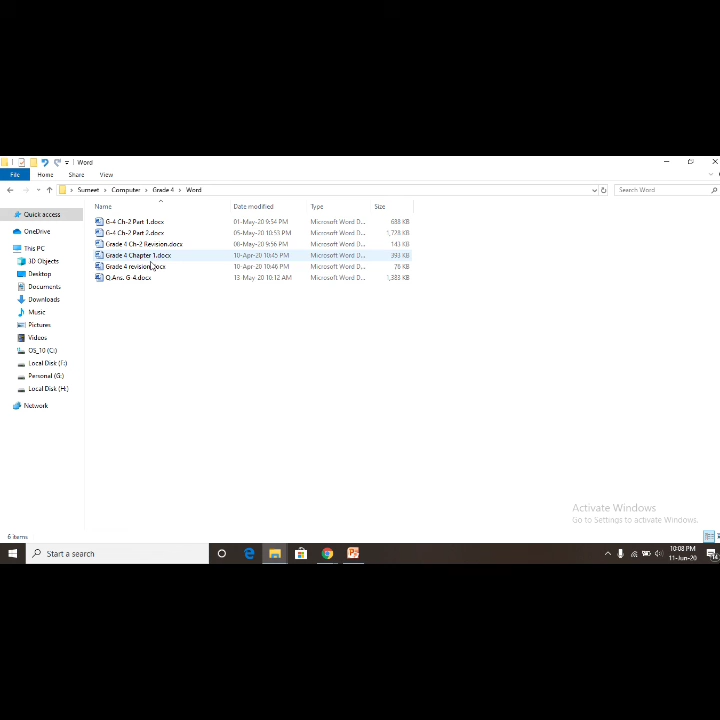 Word
File Home Share View
Sumeet > Computer > Grade 4 > Word Search Word
Name Date modified Type Size
Quick access
OneDrive
This PC
3D Objects
Desktop
Documents
Downloads
Music
Pictures
Videos
OS_10 (C:)
Local Disk (F:)
Personal (G:)
Local Disk (H:)
Network
G-4 Ch-2 Part 1.docx 01-May-20 9:54 PM Microsoft Word D... 688 KB
G-4 Ch-2 Part 2.docx 05-May-20 10:53 PM Microsoft Word D... 1,728 KB
Grade 4 Ch-2 Revision.docx 9:56 PM Microsoft Word D... 143 KB
Grade 4 Chapter 1.docx 10-Apr-20 10:45 PM Microsoft Word D... 393 KB
Grade 4 revision.docx 10-Apr-20 10:46 PM Microsoft Word D... 76 KB
Q.Ans. G-4.docx 13-May-20 10:12 AM Microsoft Word D... 1,383 KB
Activate Windows
Go to Settings to activate Windows.
6 items
Start a search
10:08 PM
11-Jun-20